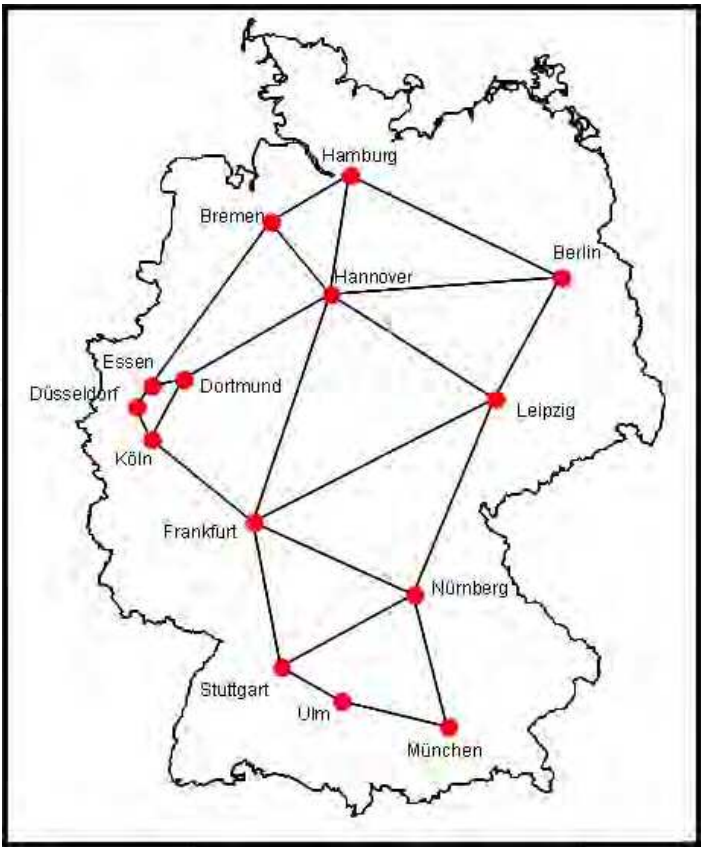 Hamburg
Bremen
Berlin
Hannover
Essen
Düsseldorf
Dortmund
Leipzig
Köln
Frankfurt
Nürnberg
Stuttgart
Ulm
München